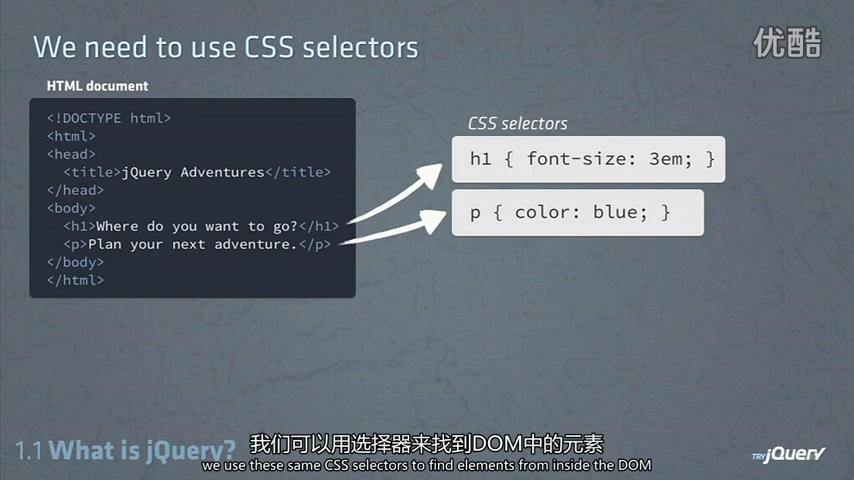 We need to use CSS selectors
优酷
HTML document
<!DOCTYPE html>
<html>
<head>
<title>jQuery Adventures</title>
</head>
<body>
<h1>Where do you want to go?</h1>
<p>Plan your next adventure.</p>
</body>
</html>
CSS selectors
h1 { font-size: 3em; }
p { color: blue; }
1.1 What is jQuery?
我们可以用选择器来找到DOM中的元素
we use these same CSS selectors to find elements from inside the DOM
TRY jQUERY